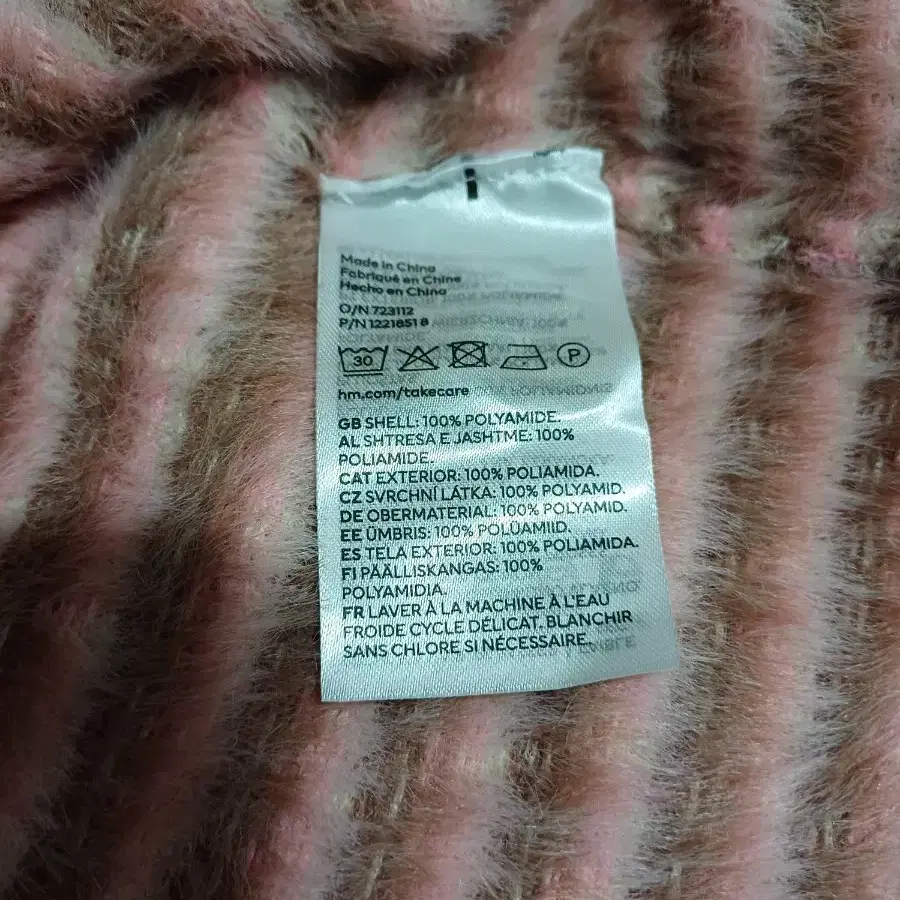 Made in China
Fabriqué en Chine
Hecho en China
O/N 723112
P/N 1221851 8
30
P
hm.com/takecare
GB SHELL: 100% POLYAMIDE.
AL SHTRESA E JASHTME: 100%
POLIAMIDE.
CAT EXTERIOR: 100% POLIAMIDA.
CZ SVRCHNÍ LÁTKA: 100% POLYAMID.
DE OBERMATERIAL: 100% POLYAMID.
EE ÜMBRIS: 100% POLÜAMIID.
ES TELA EXTERIOR: 100% POLIAMIDA.
FI PÄÄLLISKANGAS: 100%
POLYAMIDIA.
FR LAVER À LA MACHINE À L'EAU
FROIDE CYCLE DÉLICAT. BLANCHIR
SANS CHLORE SI NÉCESSAIRE.